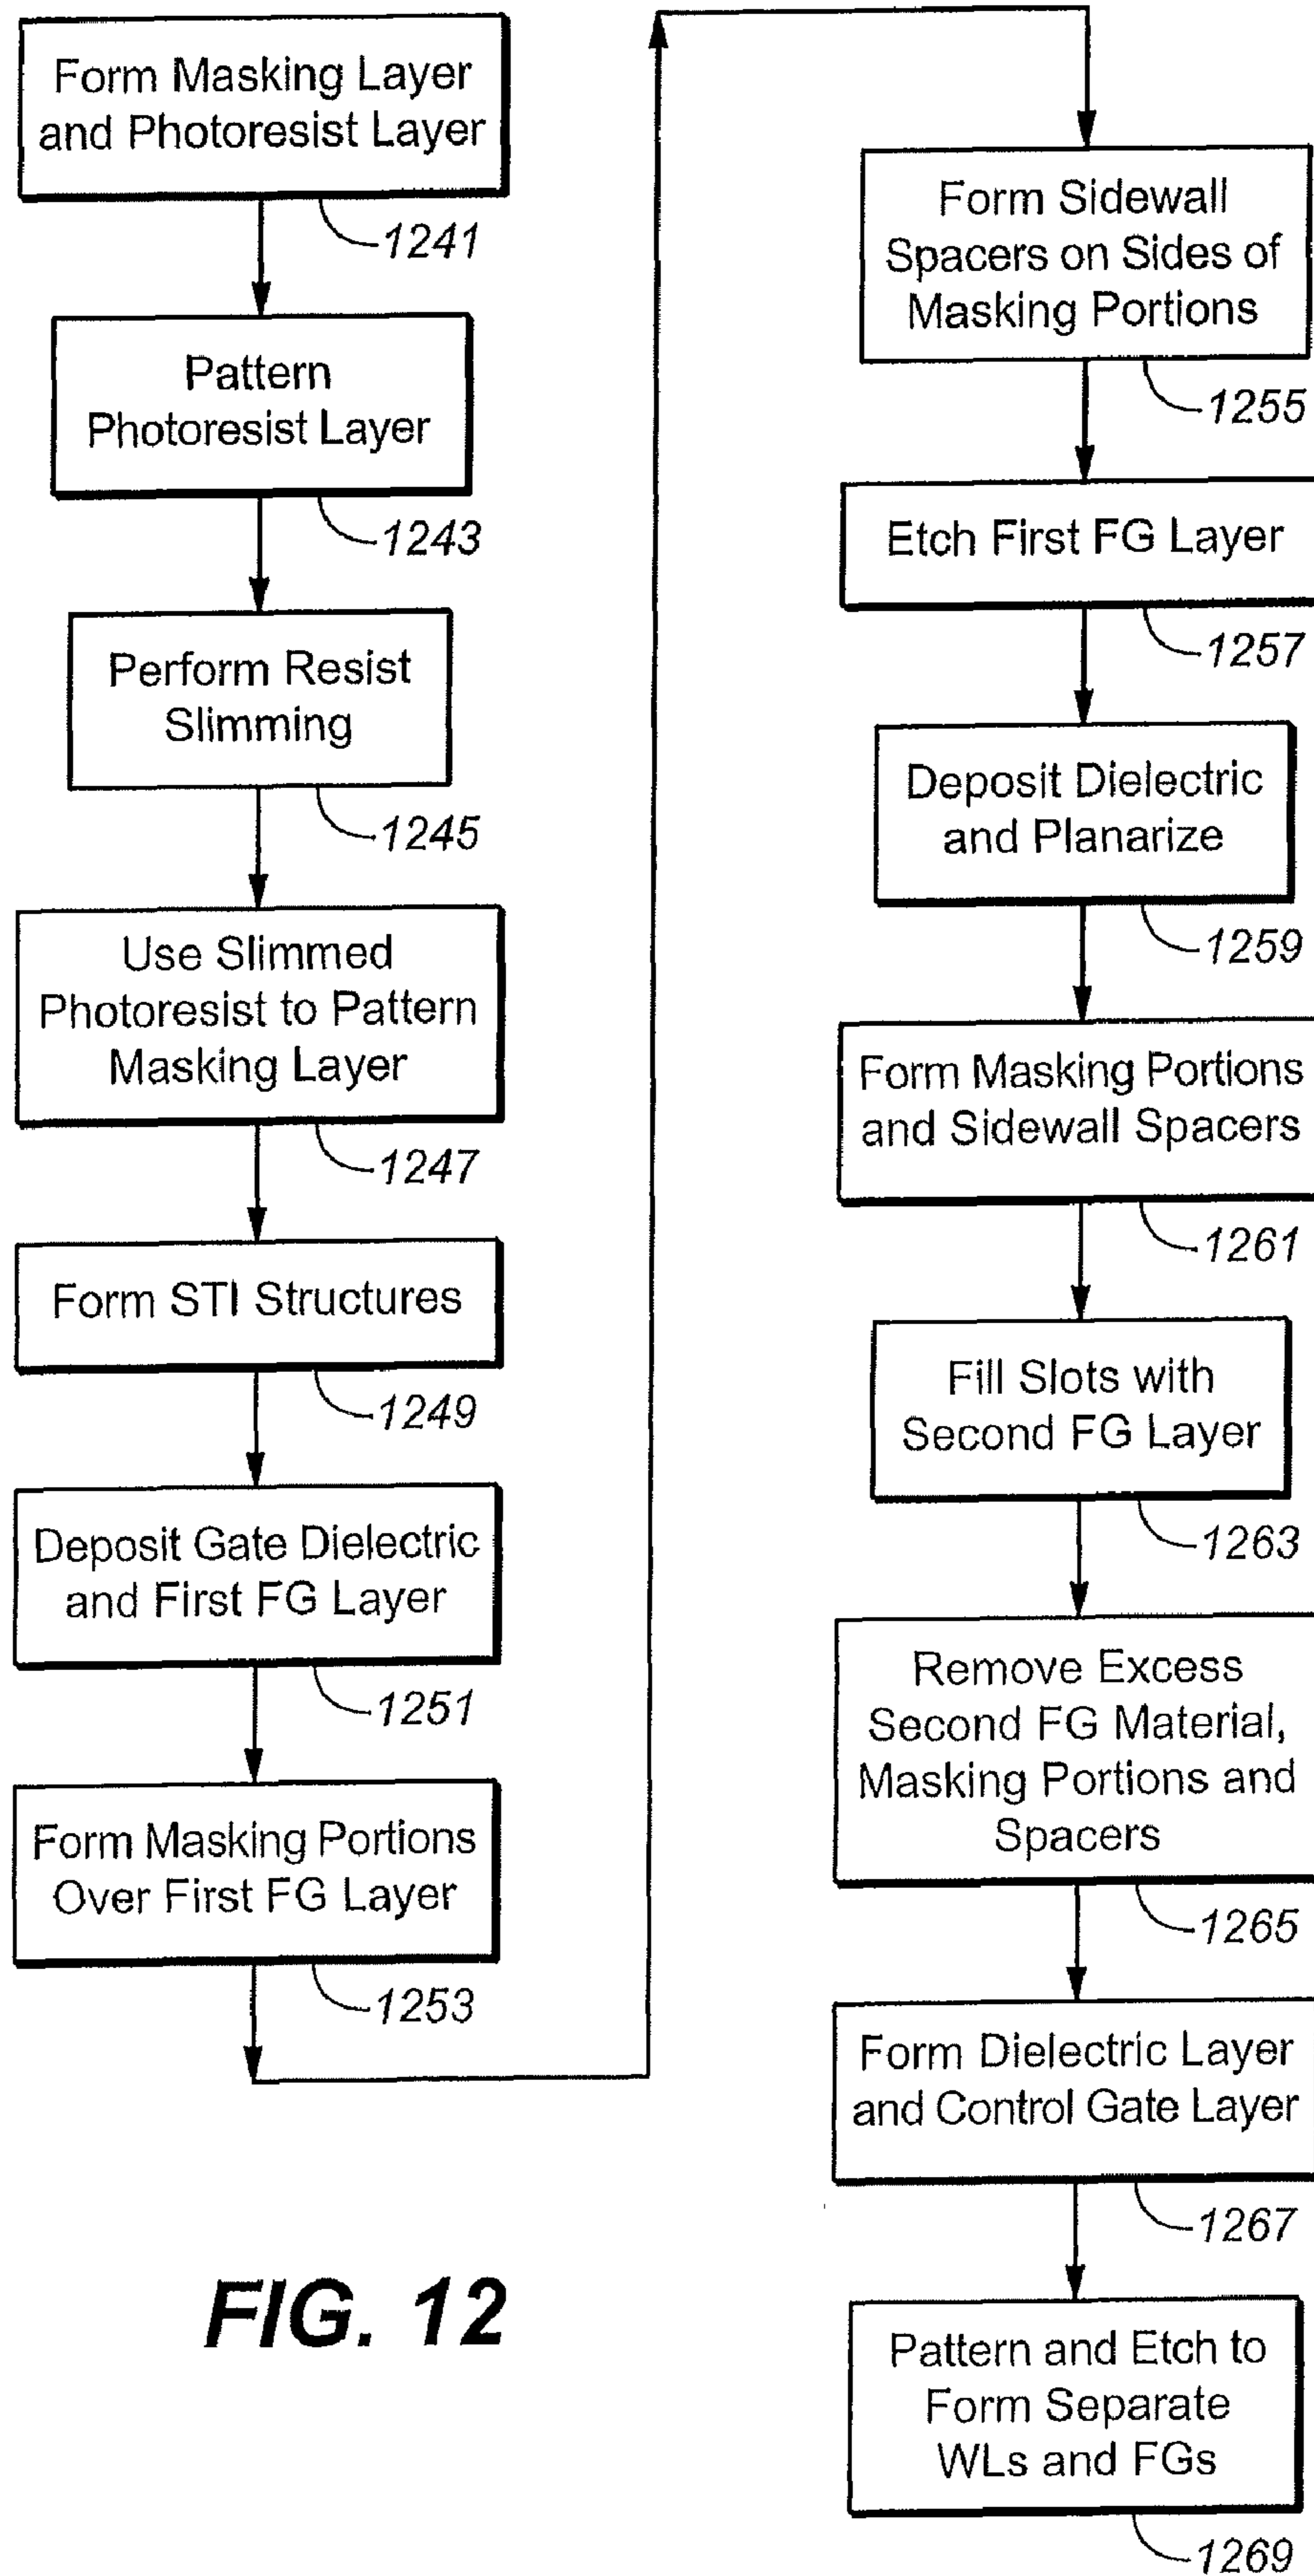 Form Masking Layer
and Photoresist Layer
1241
Pattern
Photoresist Layer
1243
Perform Resist
Slimming
1245
Use Slimmed
Photoresist to Pattern
Masking Layer
1247
Form STI Structures
1249
Deposit Gate Dielectric
and First FG Layer
1251
Form Masking Portions
Over First FG Layer
1253
Form Sidewall
Spacers on Sides of
Masking Portions
1255
Etch First FG Layer
1257
Deposit Dielectric
and Planarize
1259
Form Masking Portions
and Sidewall Spacers
1261
Fill Slots with
Second FG Layer
1263
Remove Excess
Second FG Material,
Masking Portions and
Spacers
1265
Form Dielectric Layer
and Control Gate Layer
1267
Pattern and Etch to
Form Separate
WLs and FGs
1269
FIG. 12